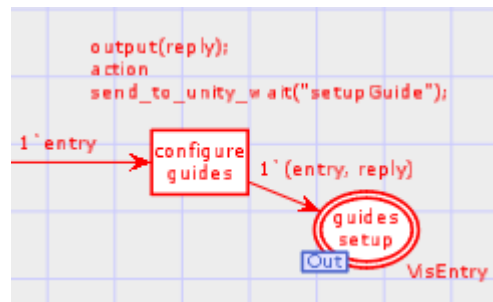 output(reply);
action
send_to_unity_wait("setupGuide");
1`entry
configure
guides
1`(entry, reply)
guides
setup
Out
VisEntry